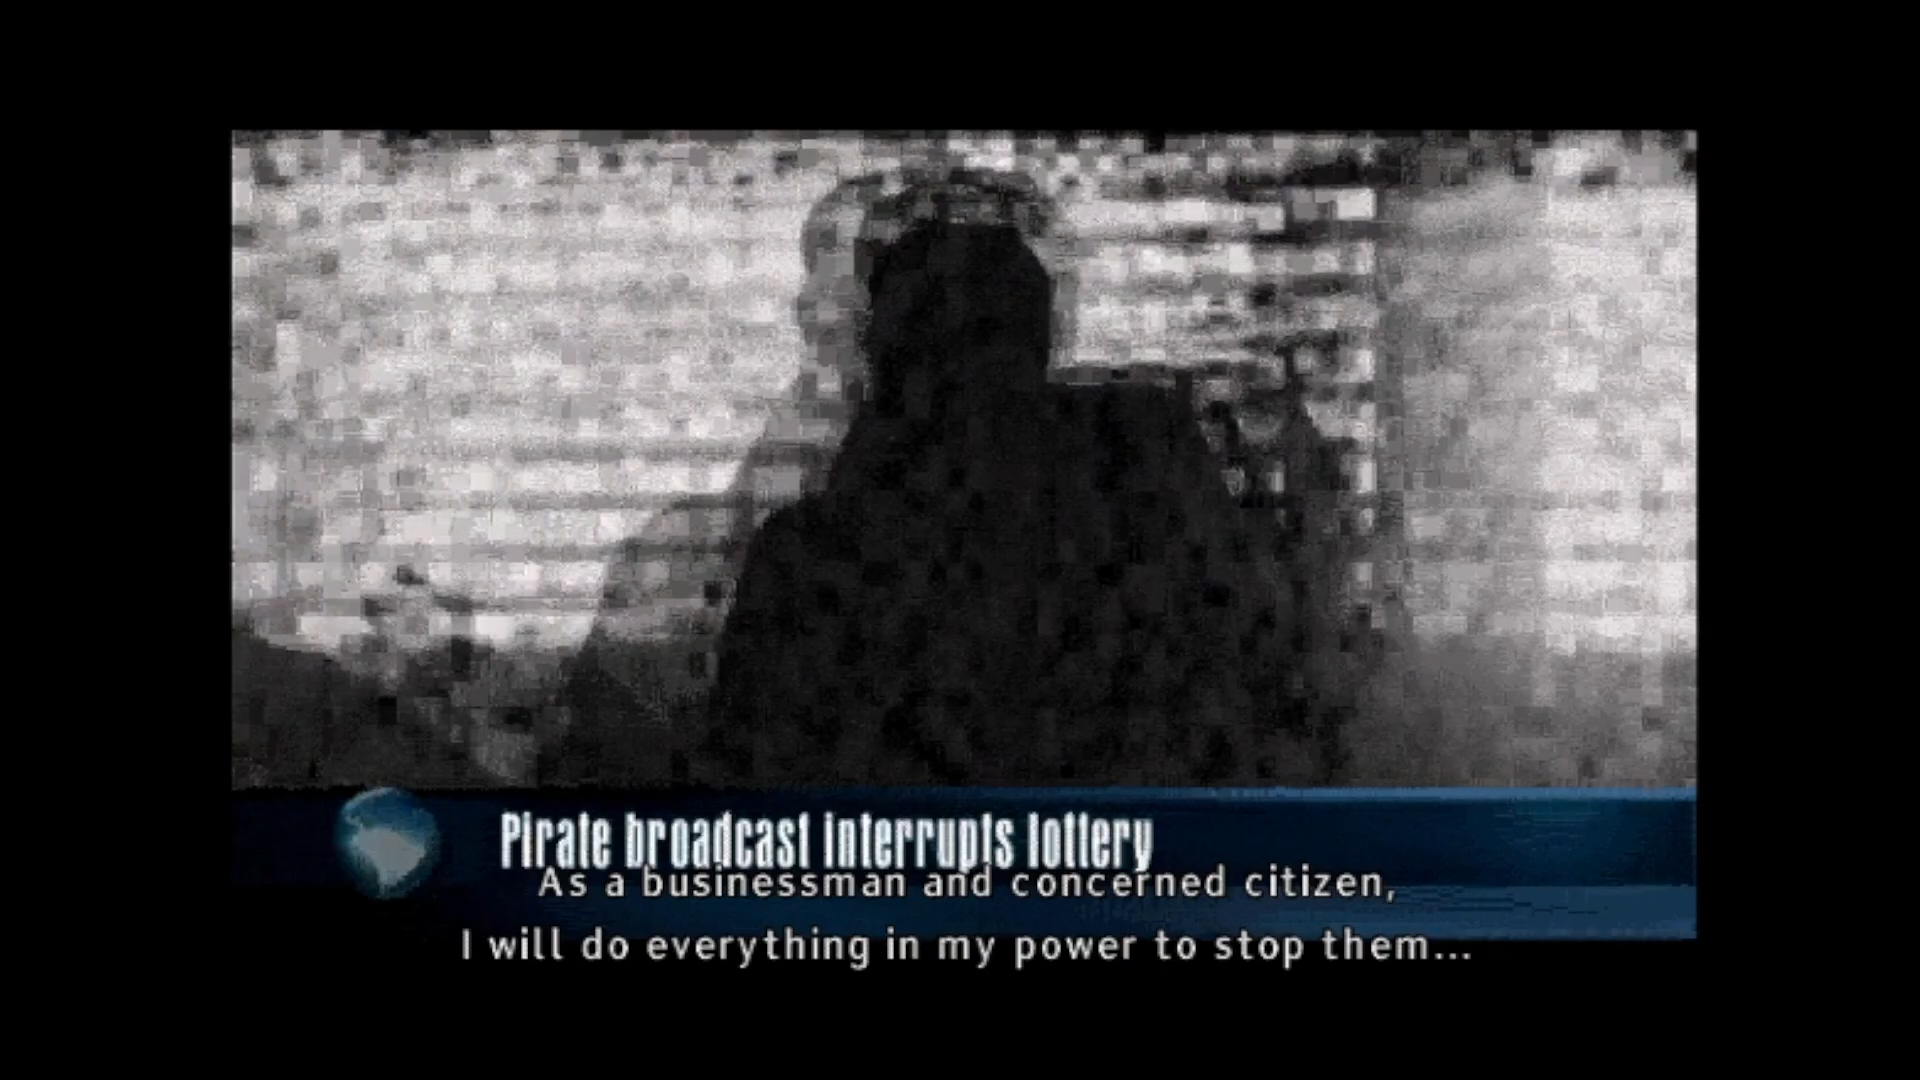 Pirate broadcast interrupts lottery
As a businessman and concerned citizen,
I will do everything in my power to stop them...